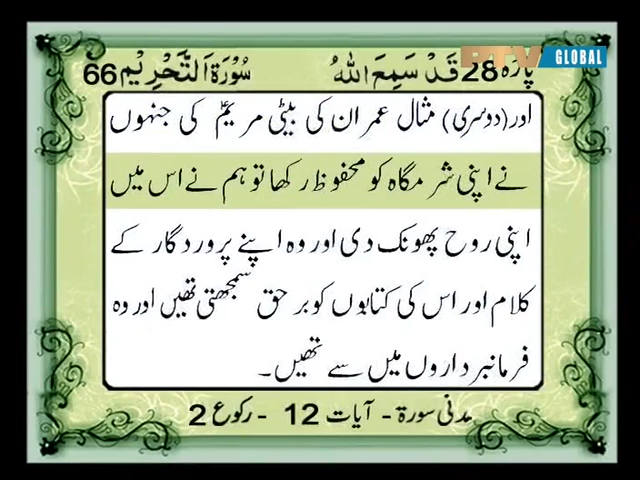 پارہ 28 قَدْ سَمِعَ اللہُ سُوْرَۃُ التَّحْرِیْمِ 66
PTV GLOBAL
اور(دوسری) مثال عمران کی بیٹی مریمؑ کی جنہوں
نے اپنی شرمگاہ کو محفوظ رکھا تو ہم نے اس میں
اپنی روح پھونک دی اور وہ اپنے پروردگار کے
کلام اور اس کی کتابوں کو برحق سمجھتی تھیں اور وہ
فرمانبرداروں میں سے تھیں۔
مدنی سورۃ - آیات 12 - رکوع 2